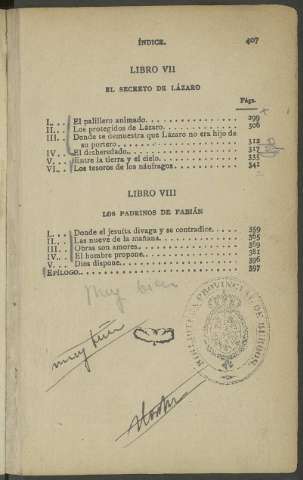 ÍNDICE. 407
LIBRO VII
EL SECRETO DE LÁZARO
Págs.
I. . . El palillero animado. . . . . . . . . . . . . . . . 299
II. . . Los protegidos de Lázaro. . . . . . . . . . . . . 306
III. . . Donde se demuestra que Lázaro no era hijo de
su portero. . . . . . . . . . . . . . . . . . . . 312
IV. . . El desheredado. . . . . . . . . . . . . . . . . . 317
V. . . Entre la tierra y el cielo. . . . . . . . . . . . 335
VI. . . Los tesoros de los náufragos. . . . . . . . . . . 342
LIBRO VIII
LOS PADRINOS DE FABIÁN
I. . . Donde el jesuita divaga y se contradice. . . . . 359
II. . . Las nueve de la mañana. . . . . . . . . . . . . . 365
III. . . Obras son amores. . . . . . . . . . . . . . . . . 369
IV. . . El hombre propone. . . . . . . . . . . . . . . . 381
V. . . Dios dispone. . . . . . . . . . . . . . . . . . . 396
EPÍLOGO. . . . . . . . . . . . . . . . . . . . . . . . 397
Muy bien
muy bien
BIBLIOTECA PROVINCIAL DE